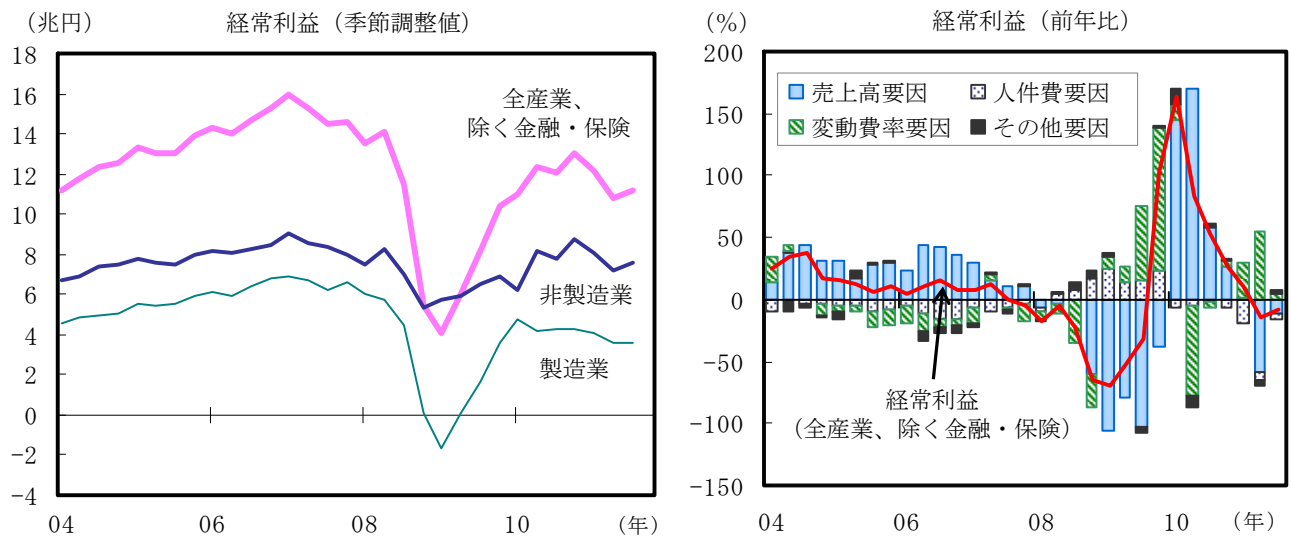 (兆円)
経常利益（季節調整値）
18
16
14
12
10
8
6
4
2
0
-2
-4
全産業、
除く金融・保険
非製造業
製造業
04
06
08
10
(年)
(％)
経常利益（前年比）
200
150
100
50
0
-50
-100
-150
売上高要因
人件費要因
変動費率要因
その他要因
経常利益
（全産業、除く金融・保険）
04
06
08
10
(年)